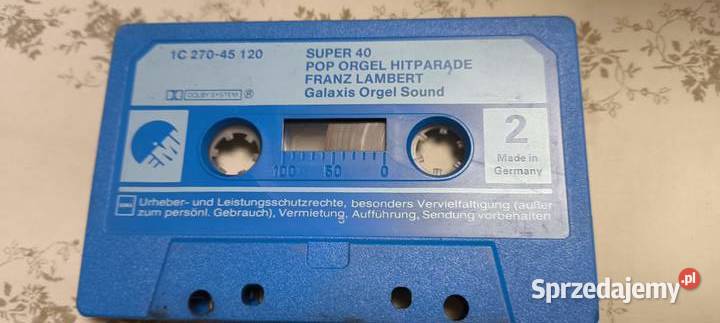 1C 270-45 120
SUPER 40
POP ORGEL HITPARADE
FRANZ LAMBERT
Galaxis Orgel Sound
DOLBY SYSTEM ®
EMI
100 50 0
2
Made in
Germany
GEMA
Urheber- und Leistungsschutzrechte, besonders Vervielfältigung (außer
zum persönl. Gebrauch), Vermietung, Aufführung, Sendung vorbehalten
Sprzedajemy.pl